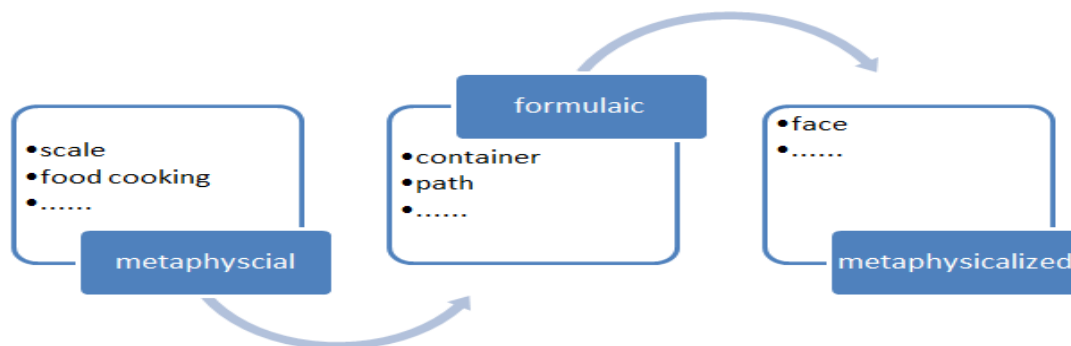 •scale
•food cooking
•......
metaphyscial
formulaic
•container
•path
•......
•face
•......
metaphysicalized